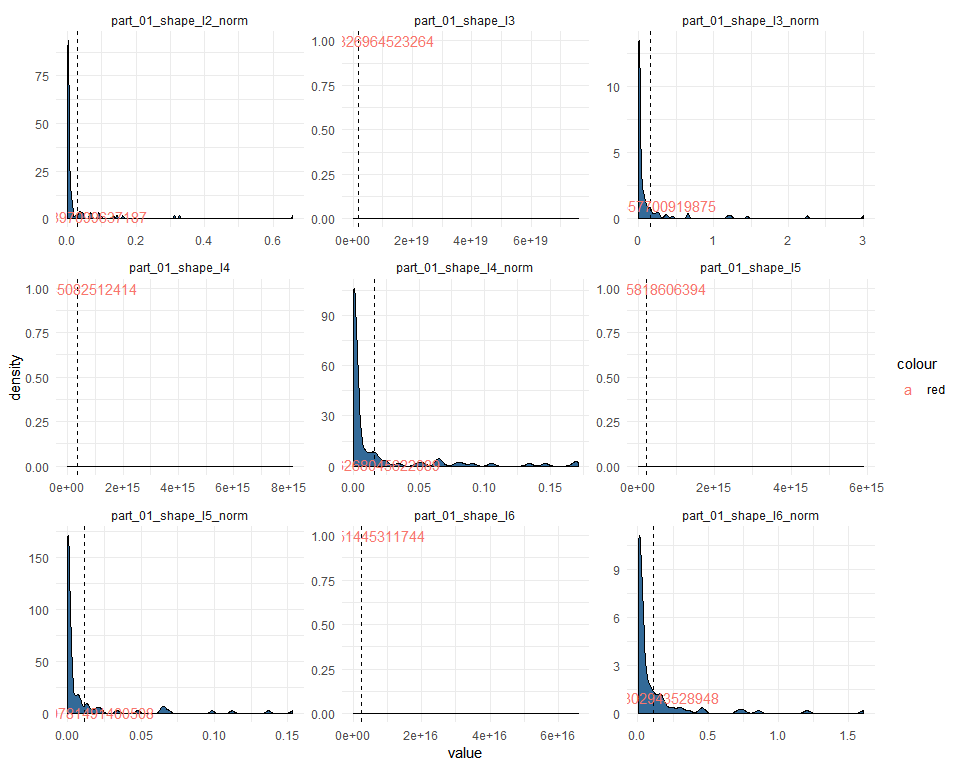 part_01_shape_l2_norm
part_01_shape_l3
part_01_shape_l3_norm
75
50
25
0
0.0 0.2 0.4 0.6
1.00
0.75
0.50
0.25
0.00
0e+00 2e+19 4e+19 6e+19
10
5
0
0 1 2 3
part_01_shape_l4
part_01_shape_l4_norm
part_01_shape_l5
5082512414
1.00
0.75
0.50
0.25
0.00
0e+00 2e+15 4e+15 6e+15 8e+15
90
60
30
0
0.00 0.05 0.10 0.15
5818606394
1.00
0.75
0.50
0.25
0.00
0e+00 2e+15 4e+15 6e+15
part_01_shape_l5_norm
part_01_shape_l6
part_01_shape_l6_norm
150
100
50
0
0.00 0.05 0.10 0.15
1.00
0.75
0.50
0.25
0.00
0e+00 2e+16 4e+16 6e+16
9
6
3
0
0.0 0.5 1.0 1.5
density
value
colour
a red